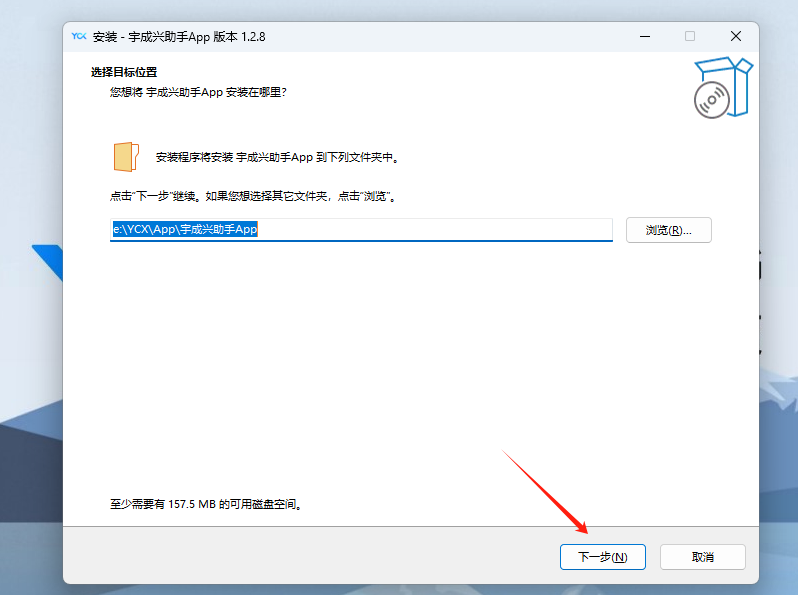 YCX 安装 - 宇成兴助手App 版本 1.2.8
选择目标位置
您想将 宇成兴助手App 安装在哪里?
安装程序将安装 宇成兴助手App 到下列文件夹中。
点击“下一步”继续。如果您想选择其它文件夹，点击“浏览”。
e:\YCX\App\宇成兴助手App
浏览(R)...
至少需要有 157.5 MB 的可用磁盘空间。
下一步(N)
取消